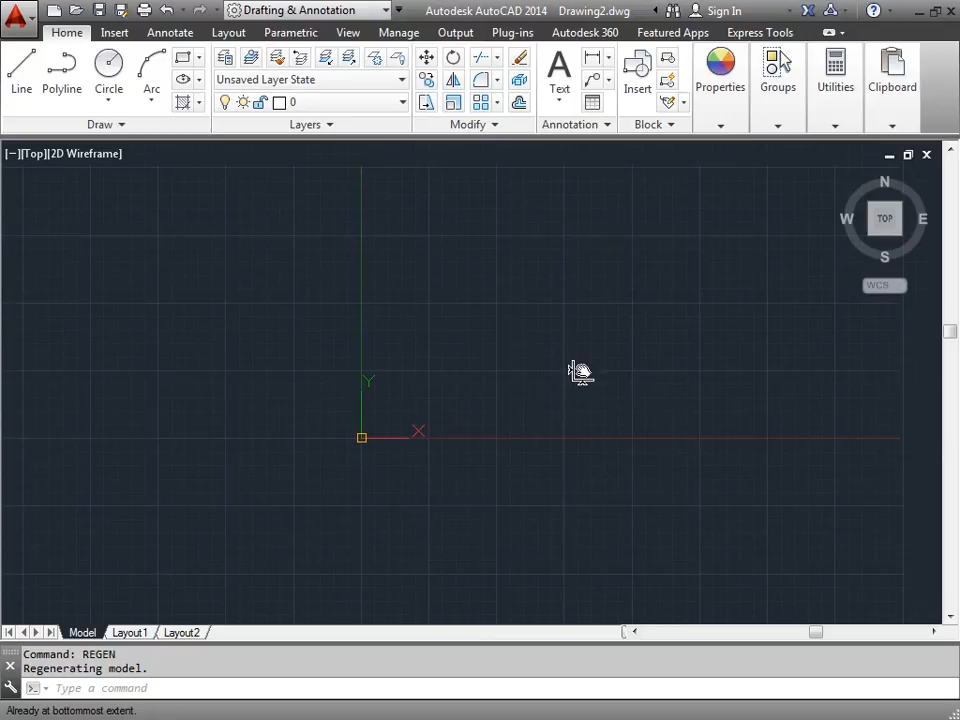 Drafting & Annotation
Autodesk AutoCAD 2014 Drawing2.dwg
Sign In
Home Insert Annotate Layout Parametric View Manage Output Plug-ins Autodesk 360 Featured Apps Express Tools
Line Polyline Circle Arc
Unsaved Layer State
0
Text
Insert
Properties Groups Utilities Clipboard
Draw Layers Modify Annotation Block
[−][Top][2D Wireframe]
N
W TOP E
S
WCS
Y
X
Model Layout1 Layout2
Command: REGEN
Regenerating model.
Type a command
Already at bottommost extent.